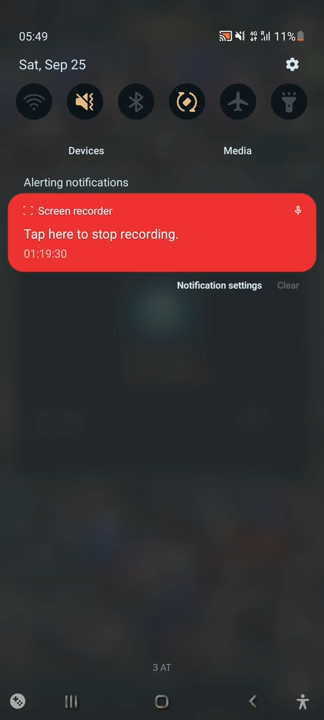 05:49
4G
11%
Sat, Sep 25
Devices
Media
Alerting notifications
Screen recorder
Tap here to stop recording.
01:19:30
Notification settings
Clear
3 AT